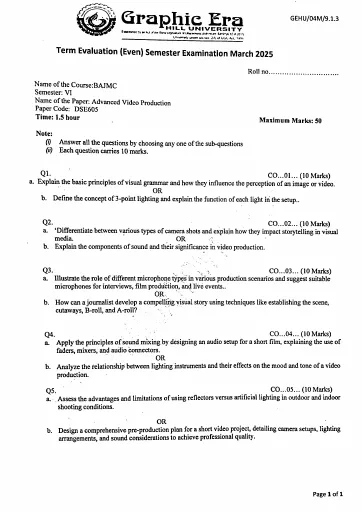 GEHU/04M/9.1.3
Graphic Era
HILL UNIVERSITY
Term Evaluation (Even) Semester Examination March 2025
Roll no..............................
Name of the Course:BAJMC
Semester: VI
Name of the Paper: Advanced Video Production
Paper Code: DSE605
Time: 1.5 hour
Maximum Marks: 50
Note:
(i) Answer all the questions by choosing any one of the sub-questions
(ii) Each question carries 10 marks.
Q1. CO...01... (10 Marks)
a. Explain the basic principles of visual grammar and how they influence the perception of an image or video.
OR
b. Define the concept of 3-point lighting and explain the function of each light in the setup..
Q2. CO...02... (10 Marks)
a. 'Differentiate between various types of camera shots and explain how they impact storytelling in visual
media. OR
b. Explain the components of sound and their significance in video production.
Q3. CO...03... (10 Marks)
a. Illustrate the role of different microphone types in various production scenarios and suggest suitable
microphones for interviews, film production, and live events..
OR
b. How can a journalist develop a compelling visual story using techniques like establishing the scene,
cutaways, B-roll, and A-roll?
Q4. CO...04... (10 Marks)
a. Apply the principles of sound mixing by designing an audio setup for a short film, explaining the use of
faders, mixers, and audio connectors.
OR
b. Analyze the relationship between lighting instruments and their effects on the mood and tone of a video
production.
Q5. CO...05... (10 Marks)
a. Assess the advantages and limitations of using reflectors versus artificial lighting in outdoor and indoor
shooting conditions.
OR
b. Design a comprehensive pre-production plan for a short video project, detailing camera setups, lighting
arrangements, and sound considerations to achieve professional quality.
Page 1 of 1